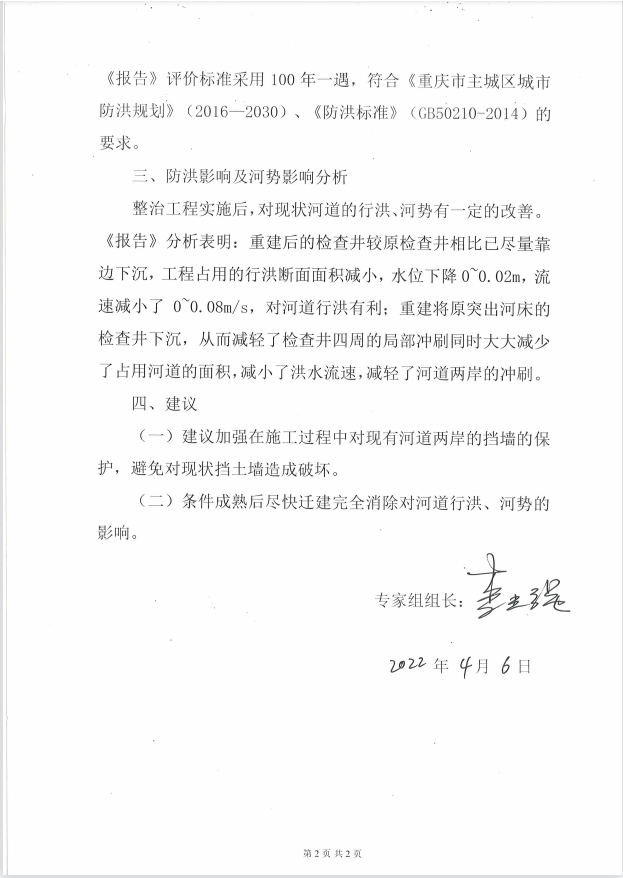 《报告》评价标准采用 100 年一遇，符合《重庆市主城区城市
防洪规划》（2016—2030）、《防洪标准》（GB50210-2014）的
要求。
三、防洪影响及河势影响分析
整治工程实施后，对现状河道的行洪、河势有一定的改善。
《报告》分析表明：重建后的检查井较原检查井相比已尽量靠
边下沉，工程占用的行洪断面面积减小，水位下降 0~0.02m，流
速减小了 0~0.08m/s，对河道行洪有利；重建将原突出河床的
检查井下沉，从而减轻了检查井四周的局部冲刷同时大大减少
了占用河道的面积，减小了洪水流速，减轻了河道两岸的冲刷。
四、建议
（一）建议加强在施工过程中对现有河道两岸的挡墙的保
护，避免对现状挡土墙造成破坏。
（二）条件成熟后尽快迁建完全消除对河道行洪、河势的
影响。
专家组组长：
2022 年 4 月 6 日
第 2 页 共 2 页